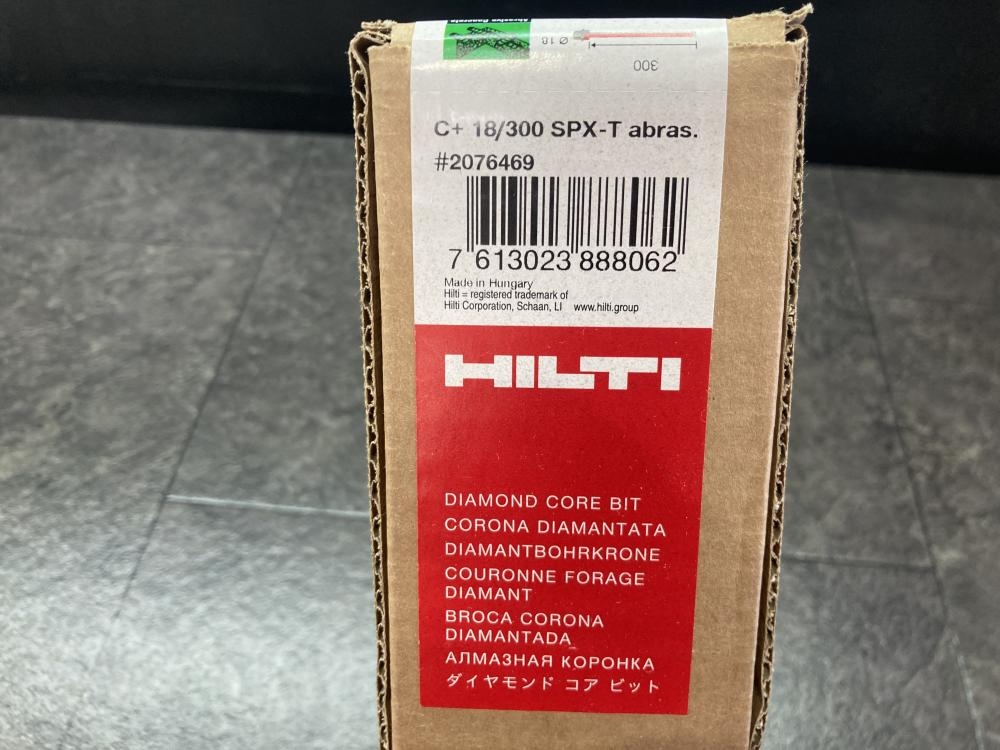 Abrasive Concrete
Ø 18
300
C+ 18/300 SPX-T abras.
#2076469
7 613023 888062
Made in Hungary
Hilti = registered trademark of
Hilti Corporation, Schaan, LI www.hilti.group
HILTI
DIAMOND CORE BIT
CORONA DIAMANTATA
DIAMANTBOHRKRONE
COURONNE FORAGE
DIAMANT
BROCA CORONA
DIAMANTADA
АЛМАЗНАЯ КОРОНКА
ダイヤモンド コア ビット